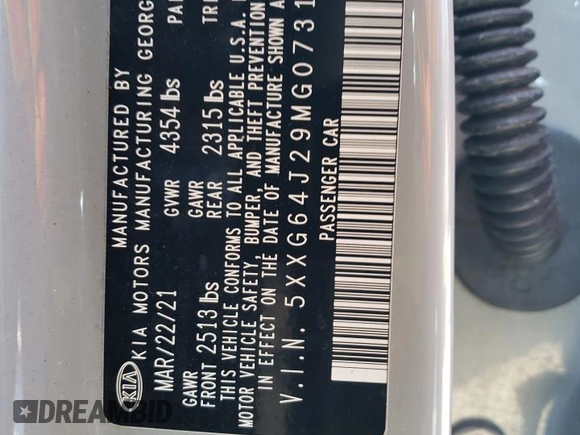 KIA
MANUFACTURED BY
KIA MOTORS MANUFACTURING GEORG
MAR/22/21 GVWR 4354 lbs
GAWR GAWR
FRONT 2513 lbs REAR 2315 lbs
THIS VEHICLE CONFORMS TO ALL APPLICABLE U.S.A.
MOTOR VEHICLE SAFETY, BUMPER, AND THEFT PREVENTION
IN EFFECT ON THE DATE OF MANUFACTURE SHOWN A
V.I.N. 5XXG64J29MG0731
PASSENGER CAR
DREAMBID